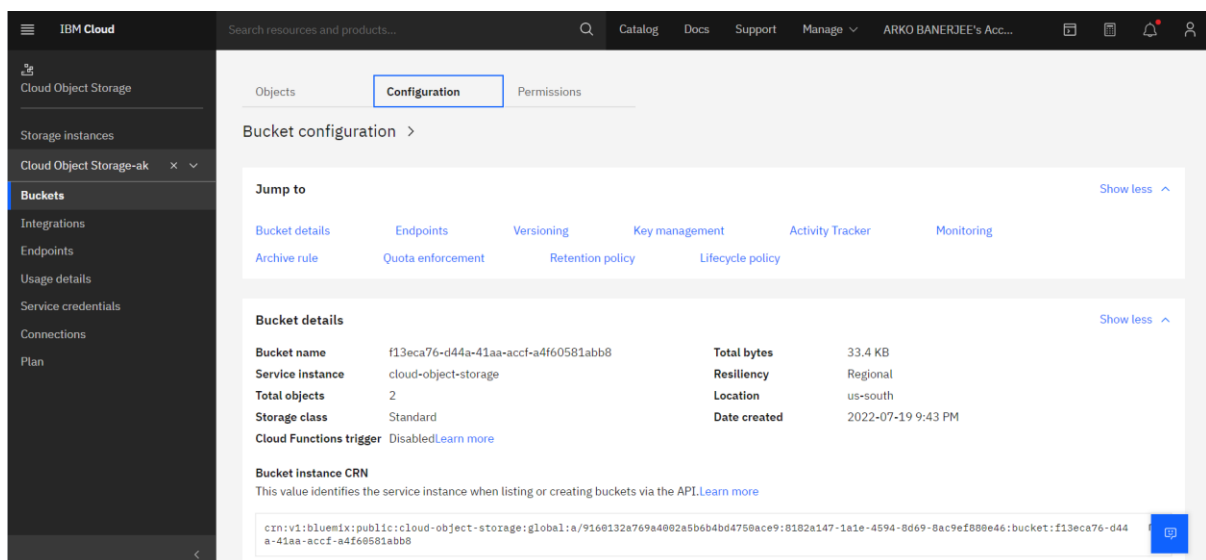 IBM Cloud
Search resources and products...
Catalog
Docs
Support
Manage
ARKO BANERJEE's Acc...
Cloud Object Storage
Storage instances
Cloud Object Storage-ak
Buckets
Integrations
Endpoints
Usage details
Service credentials
Connections
Plan
Objects
Configuration
Permissions
Bucket configuration >
Jump to
Show less
Bucket details
Endpoints
Versioning
Key management
Activity Tracker
Monitoring
Archive rule
Quota enforcement
Retention policy
Lifecycle policy
Bucket details
Show less
Bucket name f13eca76-d44a-41aa-accf-a4f60581abb8
Total bytes 33.4 KB
Service instance cloud-object-storage
Resiliency Regional
Total objects 2
Location us-south
Storage class Standard
Date created 2022-07-19 9:43 PM
Cloud Functions trigger DisabledLearn more
Bucket instance CRN
This value identifies the service instance when listing or creating buckets via the API.Learn more
crn:v1:bluemix:public:cloud-object-storage:global:a/9160132a769a4002a5b6b4bd4750ace9:8182a147-1a1e-4594-8d69-8ac9ef880e46:bucket:f13eca76-d44
a-41aa-accf-a4f60581abb8